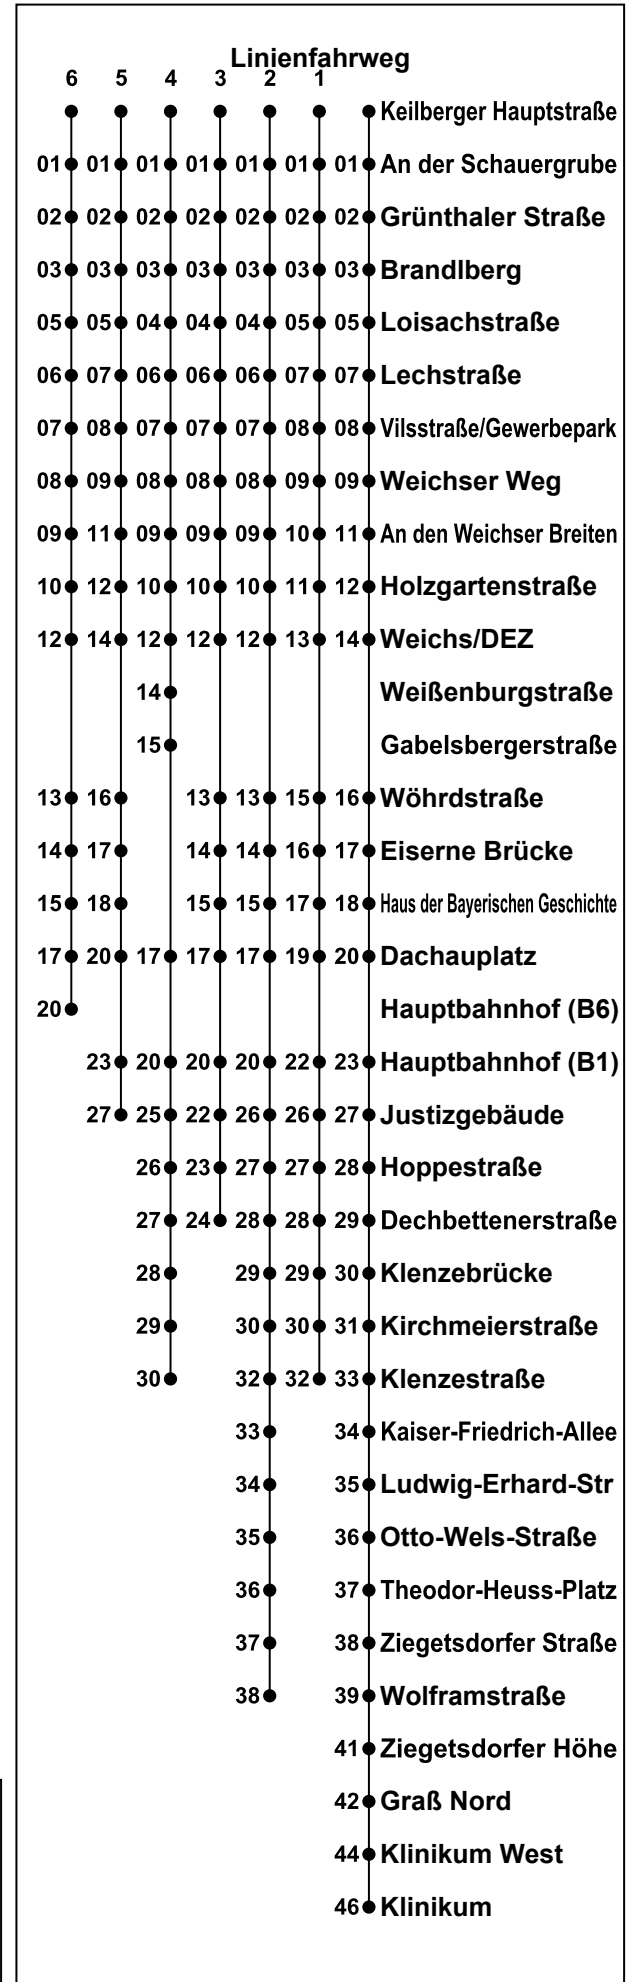 Linienfahrweg
6 5 4 3 2 1
Keilberger Hauptstraße
01 01 01 01 01 01 01 An der Schauergrube
02 02 02 02 02 02 02 Grünthaler Straße
03 03 03 03 03 03 03 Brandlberg
05 05 04 04 04 05 05 Loisachstraße
06 07 06 06 06 07 07 Lechstraße
07 08 07 07 07 08 08 Vilsstraße/Gewerbepark
08 09 08 08 08 09 09 Weichser Weg
09 11 09 09 09 10 11 An den Weichser Breiten
10 12 10 10 10 11 12 Holzgartenstraße
12 14 12 12 12 13 14 Weichs/DEZ
14 Weißenburgstraße
15 Gabelsbergerstraße
13 16 13 13 15 16 Wöhrdstraße
14 17 14 14 16 17 Eiserne Brücke
15 18 15 15 17 18 Haus der Bayerischen Geschichte
17 20 17 17 17 19 20 Dachauplatz
20 Hauptbahnhof (B6)
23 20 20 20 22 23 Hauptbahnhof (B1)
27 25 22 26 26 27 Justizgebäude
26 23 27 27 28 Hoppestraße
27 24 28 28 29 Dechbettenerstraße
28 29 29 30 Klenzebrücke
29 30 30 31 Kirchmeierstraße
30 32 32 33 Klenzestraße
33 34 Kaiser-Friedrich-Allee
34 35 Ludwig-Erhard-Str
35 36 Otto-Wels-Straße
36 37 Theodor-Heuss-Platz
37 38 Ziegetsdorfer Straße
38 39 Wolframstraße
41 Ziegetsdorfer Höhe
42 Graß Nord
44 Klinikum West
46 Klinikum